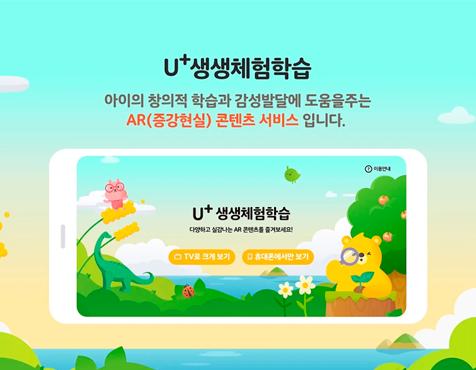 U⁺생생체험학습
아이의 창의적 학습과 감성발달에 도움을주는
AR(증강현실) 콘텐츠 서비스 입니다.
! 이용안내
U⁺ 생생체험학습
다양하고 실감나는 AR 콘텐츠를 즐겨보세요!
TV로 크게 보기
휴대폰에서만 보기